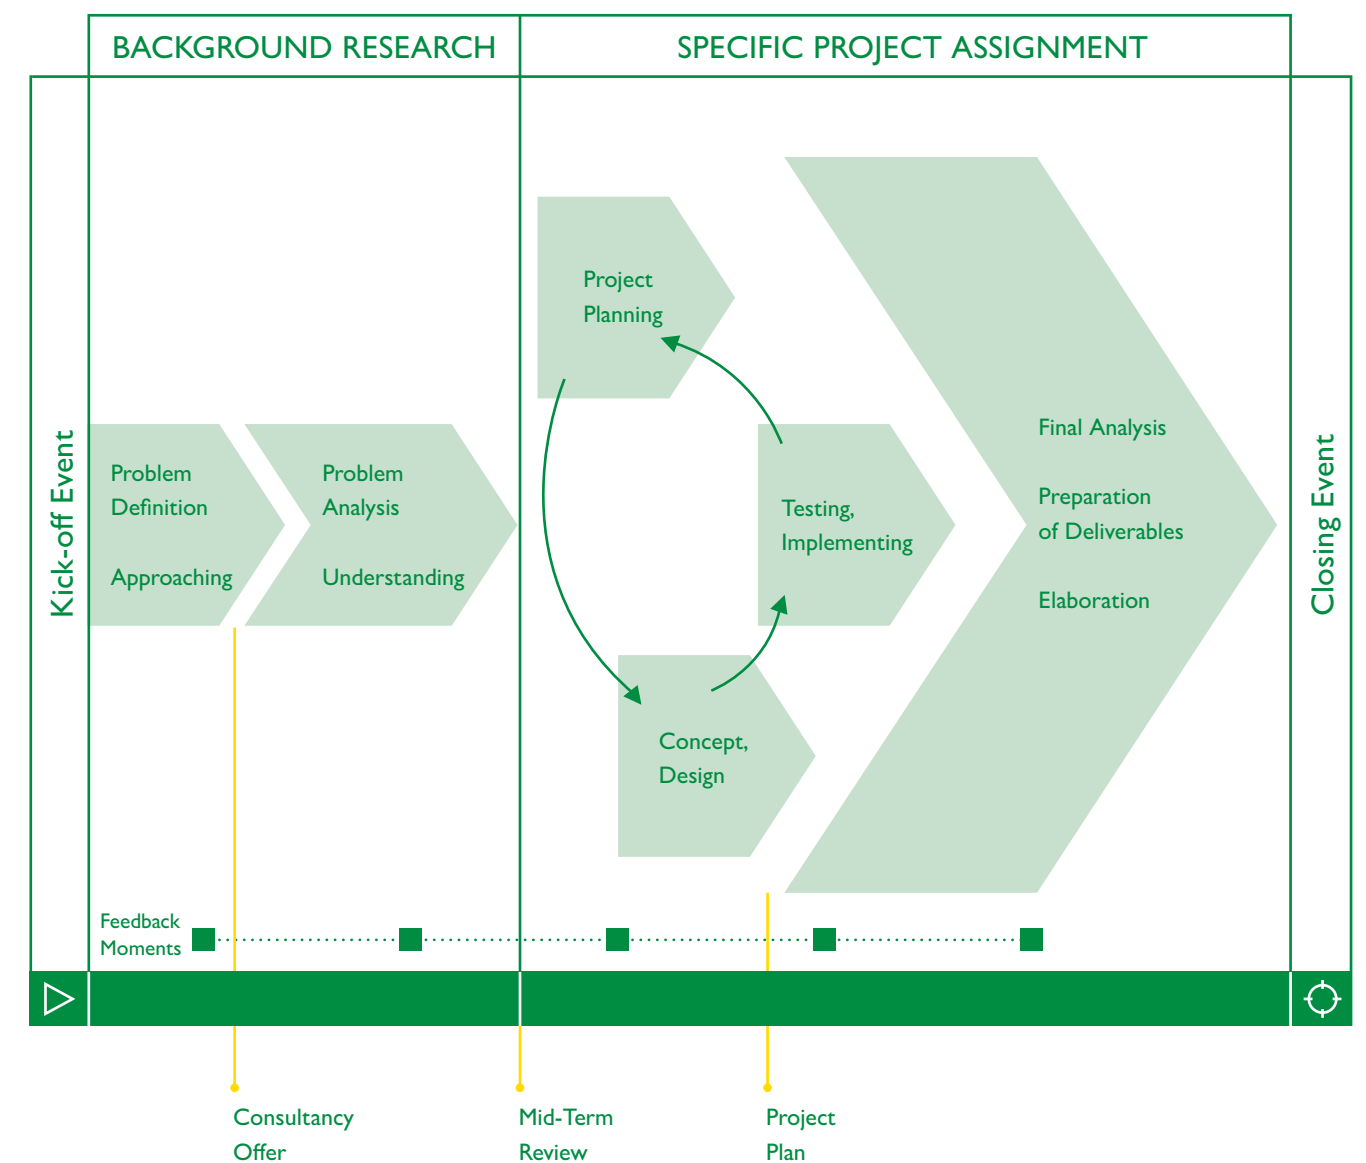 BACKGROUND RESEARCH
SPECIFIC PROJECT ASSIGNMENT
Kick-off Event
Problem
Definition
Approaching
Problem
Analysis
Understanding
Project
Planning
Testing,
Implementing
Concept,
Design
Final Analysis
Preparation
of Deliverables
Elaboration
Closing Event
Feedback
Moments
Consultancy
Offer
Mid-Term
Review
Project
Plan